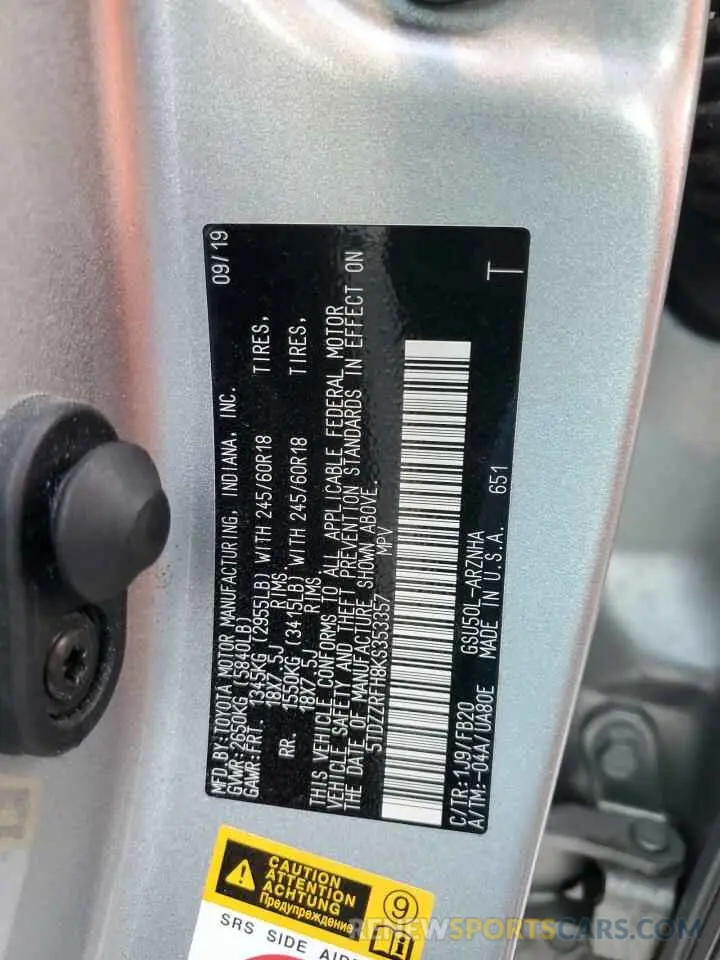 MFD.BY:TOYOTA MOTOR MANUFACTURING, INDIANA, INC. 09/19
GVWR:2650KG (5840LB)
GAWR:FRT. 1345KG (2955LB) WITH 245/60R18 TIRES,
18X7.5J RIMS
RR. 1550KG (3415LB) WITH 245/60R18 TIRES,
18X7.5J RIMS
THIS VEHICLE CONFORMS TO ALL APPLICABLE FEDERAL MOTOR
VEHICLE SAFETY AND THEFT PREVENTION STANDARDS IN EFFECT ON
THE DATE OF MANUFACTURE SHOWN ABOVE.
5TDZZRFH8KS353357 MPV
C/TR:1J9/FB20 GSU50L-ARZNHA T
A/TM:-04A/UA80E MADE IN U.S.A. 651
CAUTION
ATTENTION
ACHTUNG
Предупреждение
9
SRS SIDE
RENEWSPORTSCARS.COM